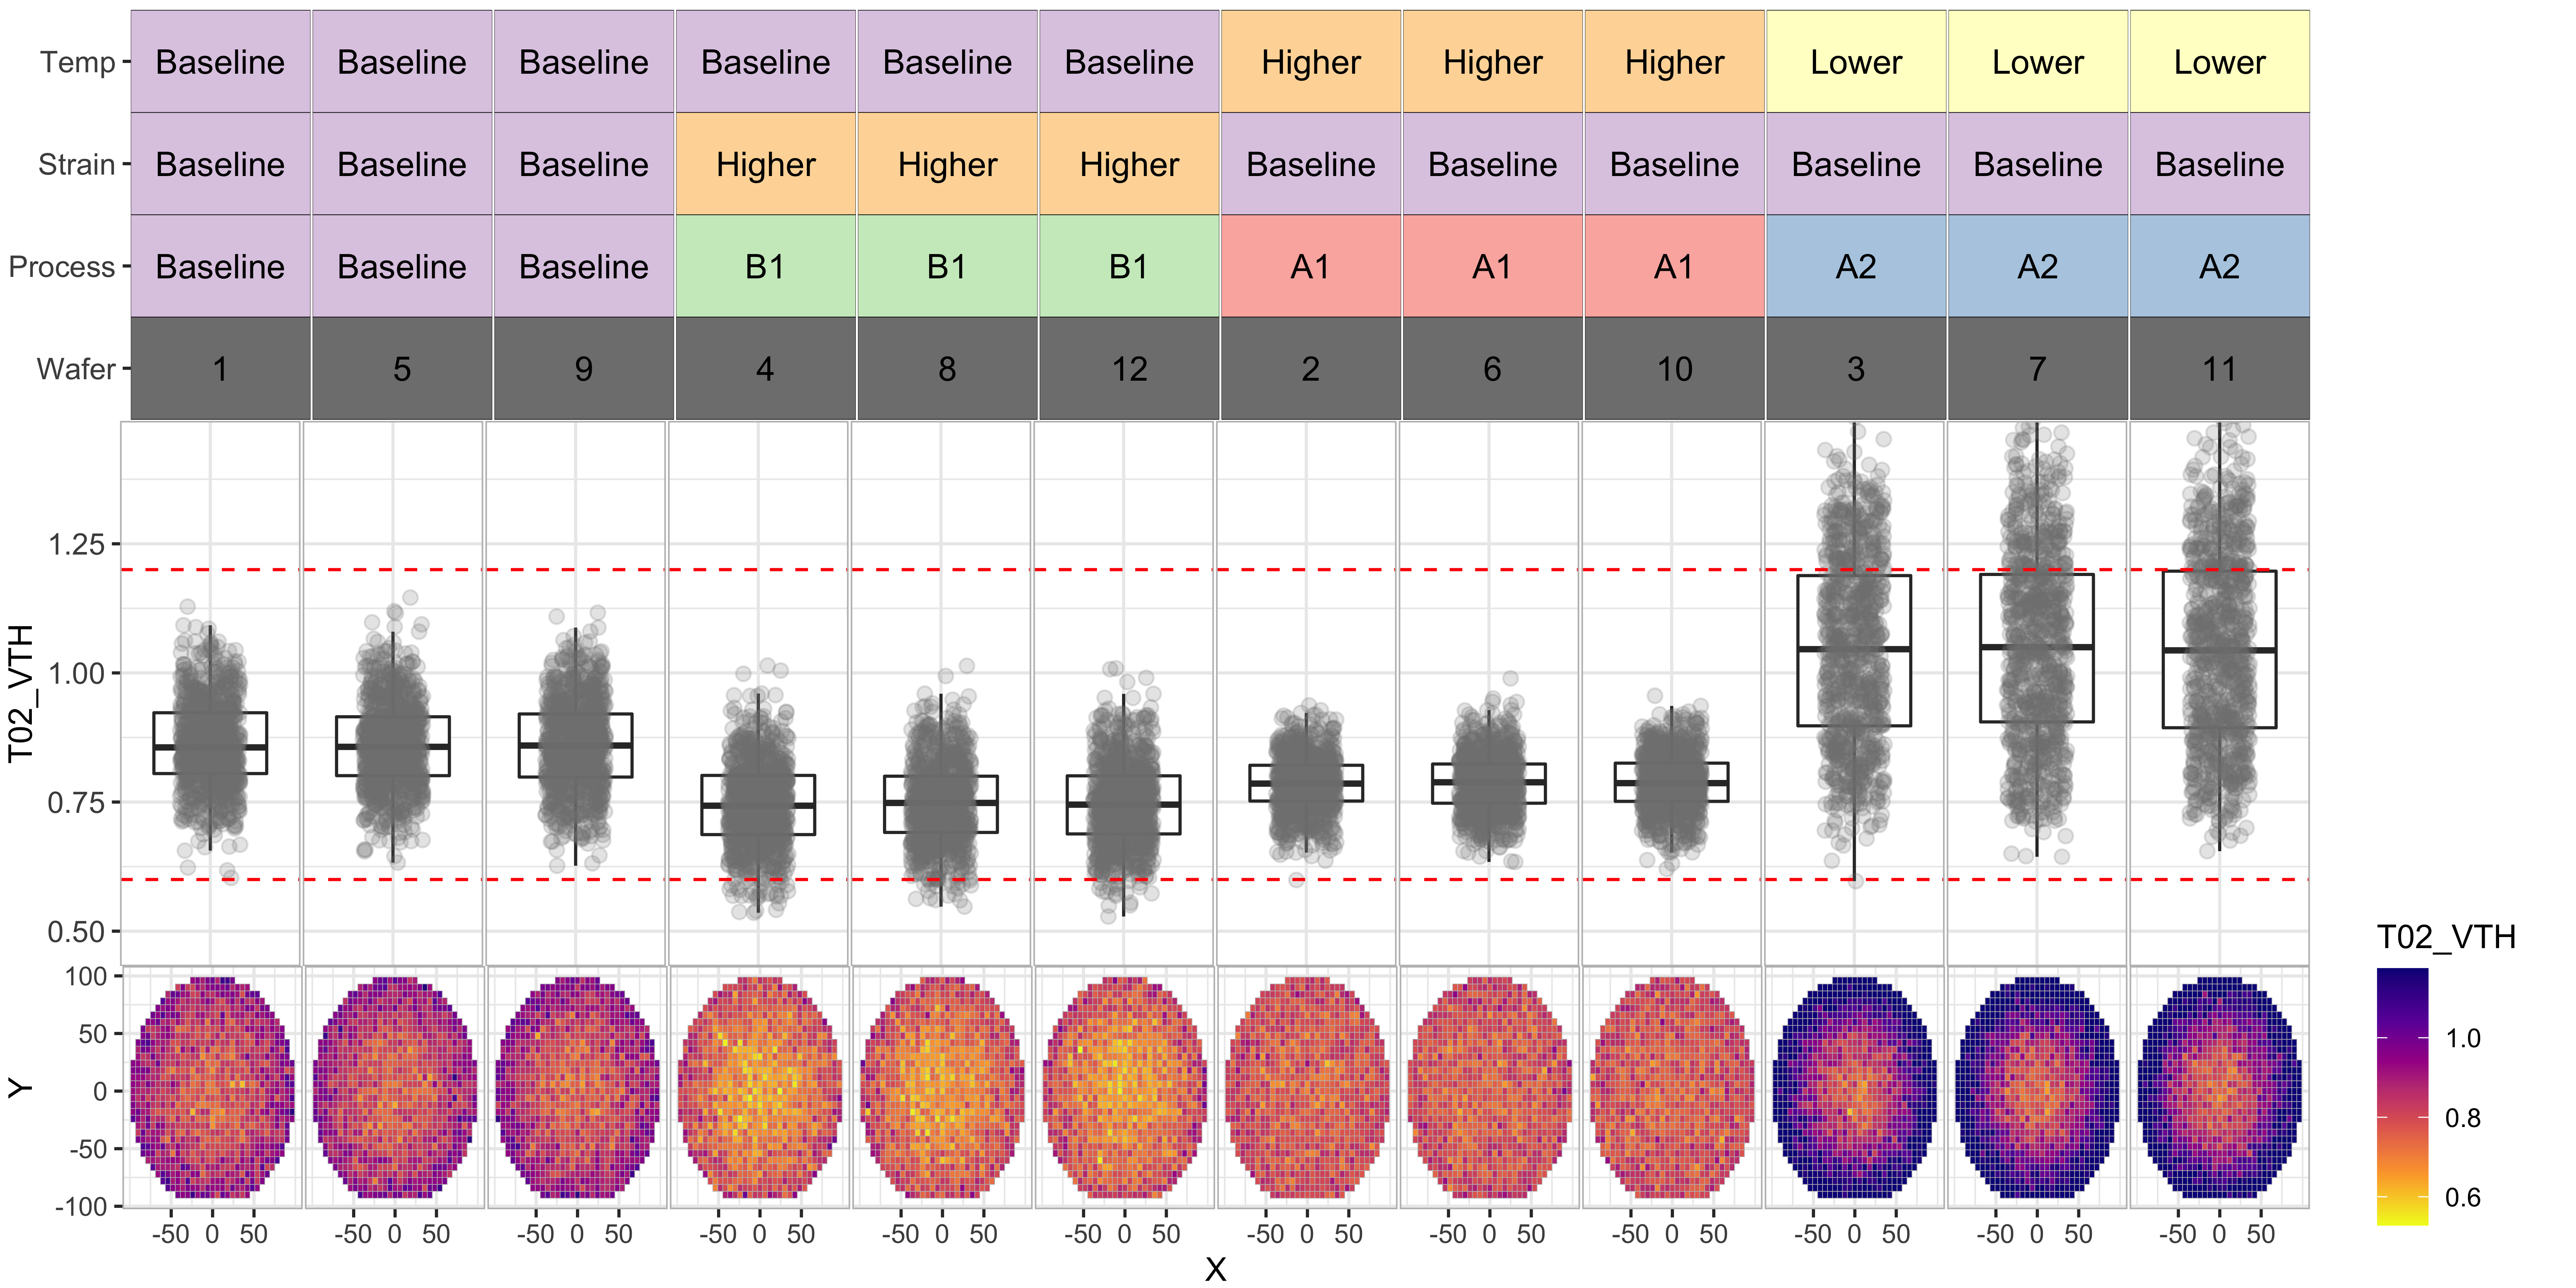 Temp Baseline Baseline Baseline Baseline Baseline Baseline Higher Higher Higher Lower Lower Lower
Strain Baseline Baseline Baseline Higher Higher Higher Baseline Baseline Baseline Baseline Baseline Baseline
Process Baseline Baseline Baseline B1 B1 B1 A1 A1 A1 A2 A2 A2
Wafer 1 5 9 4 8 12 2 6 10 3 7 11
T02_VTH
1.25
1.00
0.75
0.50
Y
100
50
0
-50
-100
-50 0 50 -50 0 50 -50 0 50 -50 0 50 -50 0 50 -50 0 50 -50 0 50 -50 0 50 -50 0 50 -50 0 50 -50 0 50 -50 0 50
X
T02_VTH
1.0
0.8
0.6